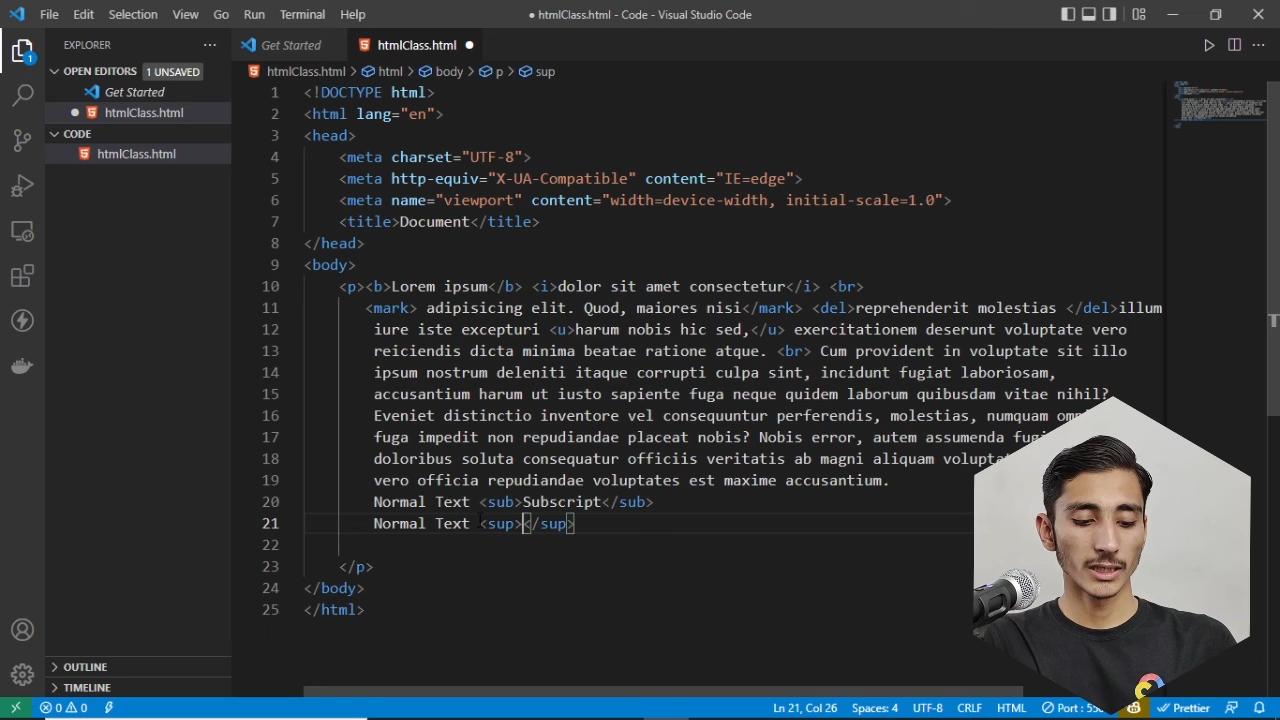 File Edit Selection View Go Run Terminal Help
● htmlClass.html - Code - Visual Studio Code
EXPLORER
Get Started
htmlClass.html
OPEN EDITORS
1 UNSAVED
1
htmlClass.html > html > body > p > sup
Get Started
htmlClass.html
CODE
htmlClass.html
1 <!DOCTYPE html>
2 <html lang="en">
3 <head>
4 <meta charset="UTF-8">
5 <meta http-equiv="X-UA-Compatible" content="IE=edge">
6 <meta name="viewport" content="width=device-width, initial-scale=1.0">
7 <title>Document</title>
8 </head>
9 <body>
10 <p><b>Lorem ipsum</b> <i>dolor sit amet consectetur</i> <br>
11 <mark> adipisicing elit. Quod, maiores nisi</mark> <del>reprehenderit molestias </del>illum
12 iure iste excepturi <u>harum nobis hic sed,</u> exercitationem deserunt voluptate vero
13 reiciendis dicta minima beatae ratione atque. <br> Cum provident in voluptate sit illo
14 ipsum nostrum deleniti itaque corrupti culpa sint, incidunt fugiat laboriosam,
15 accusantium harum ut iusto sapiente fuga neque quidem laborum quibusdam vitae nihil?
16 Eveniet distinctio inventore vel consequuntur perferendis, molestias, numquam
17 fuga impedit non repudiandae placeat nobis? Nobis error, autem assumenda
18 doloribus soluta consequatur officiis veritatis ab magni aliquam
19 vero officia repudiandae voluptates est maxime accusantium.
20 Normal Text <sub>Subscript</sub>
21 Normal Text <sup></sup>
22
23 </p>
24 </body>
25 </html>
OUTLINE
TIMELINE
0 0 Ln 21, Col 26 Spaces: 4 UTF-8 CRLF HTML Port : Prettier